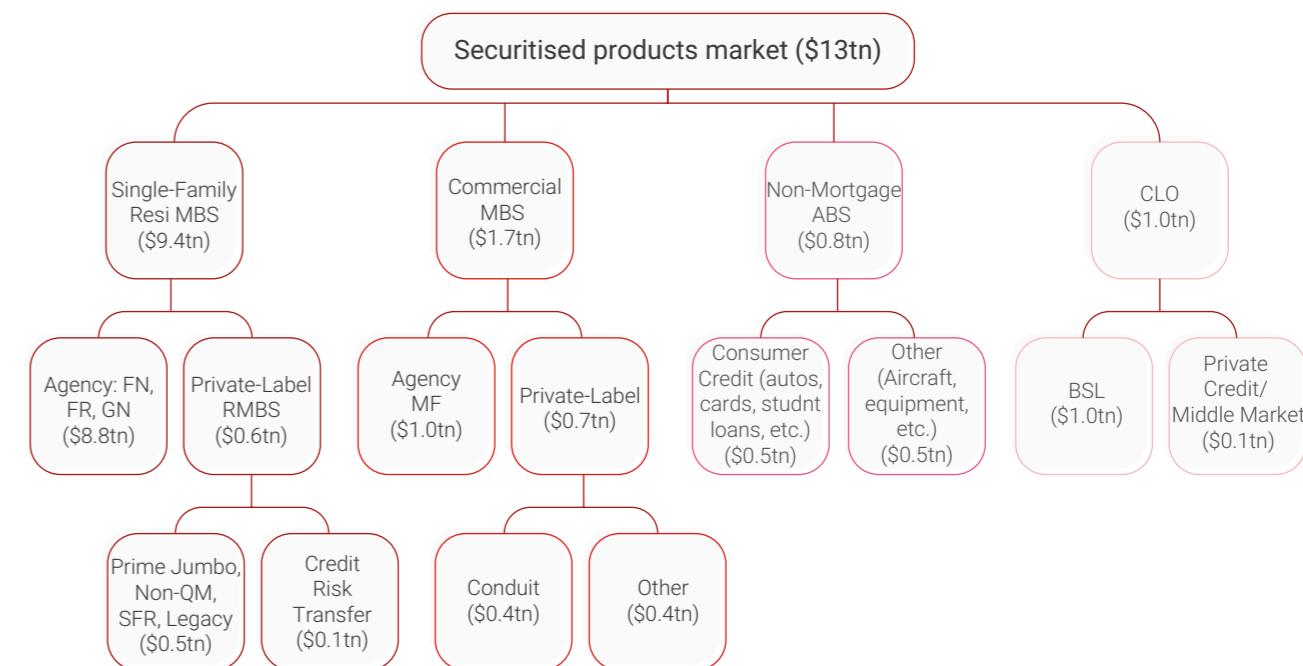 Securitised products market ($13tn)
Single-Family
Resi MBS
($9.4tn)
Commercial
MBS
($1.7tn)
Non-Mortgage
ABS
($0.8tn)
CLO
($1.0tn)
Agency: FN,
FR, GN
($8.8tn)
Private-Label
RMBS
($0.6tn)
Agency
MF
($1.0tn)
Private-Label
($0.7tn)
Consumer
Credit (autos,
cards, studnt
loans, etc.)
($0.5tn)
Other
(Aircraft,
equipment,
etc.)
($0.5tn)
BSL
($1.0tn)
Private
Credit/
Middle Market
($0.1tn)
Prime Jumbo,
Non-QM,
SFR, Legacy
($0.5tn)
Credit
Risk
Transfer
($0.1tn)
Conduit
($0.4tn)
Other
($0.4tn)